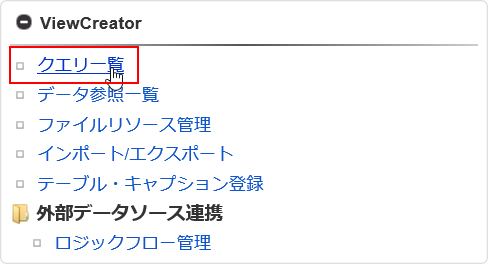 ViewCreator
クエリ一覧
データ参照一覧
ファイルリソース管理
インポート/エクスポート
テーブル・キャプション登録
外部データソース連携
ロジックフロー管理